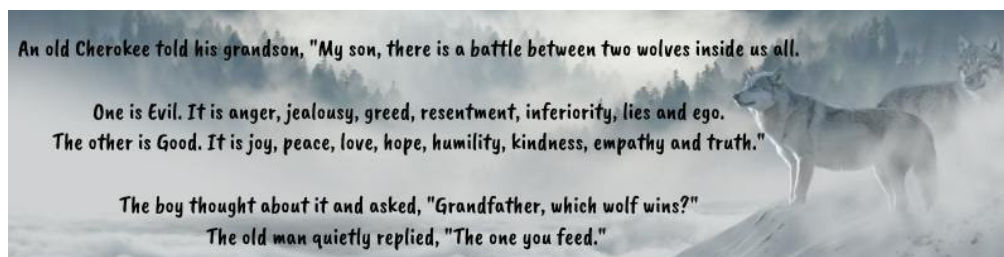 An old Cherokee told his grandson, "My son, there is a battle between two wolves inside us all.
One is Evil. It is anger, jealousy, greed, resentment, inferiority, lies and ego.
The other is Good. It is joy, peace, love, hope, humility, kindness, empathy and truth."
The boy thought about it and asked, "Grandfather, which wolf wins?"
The old man quietly replied, "The one you feed."